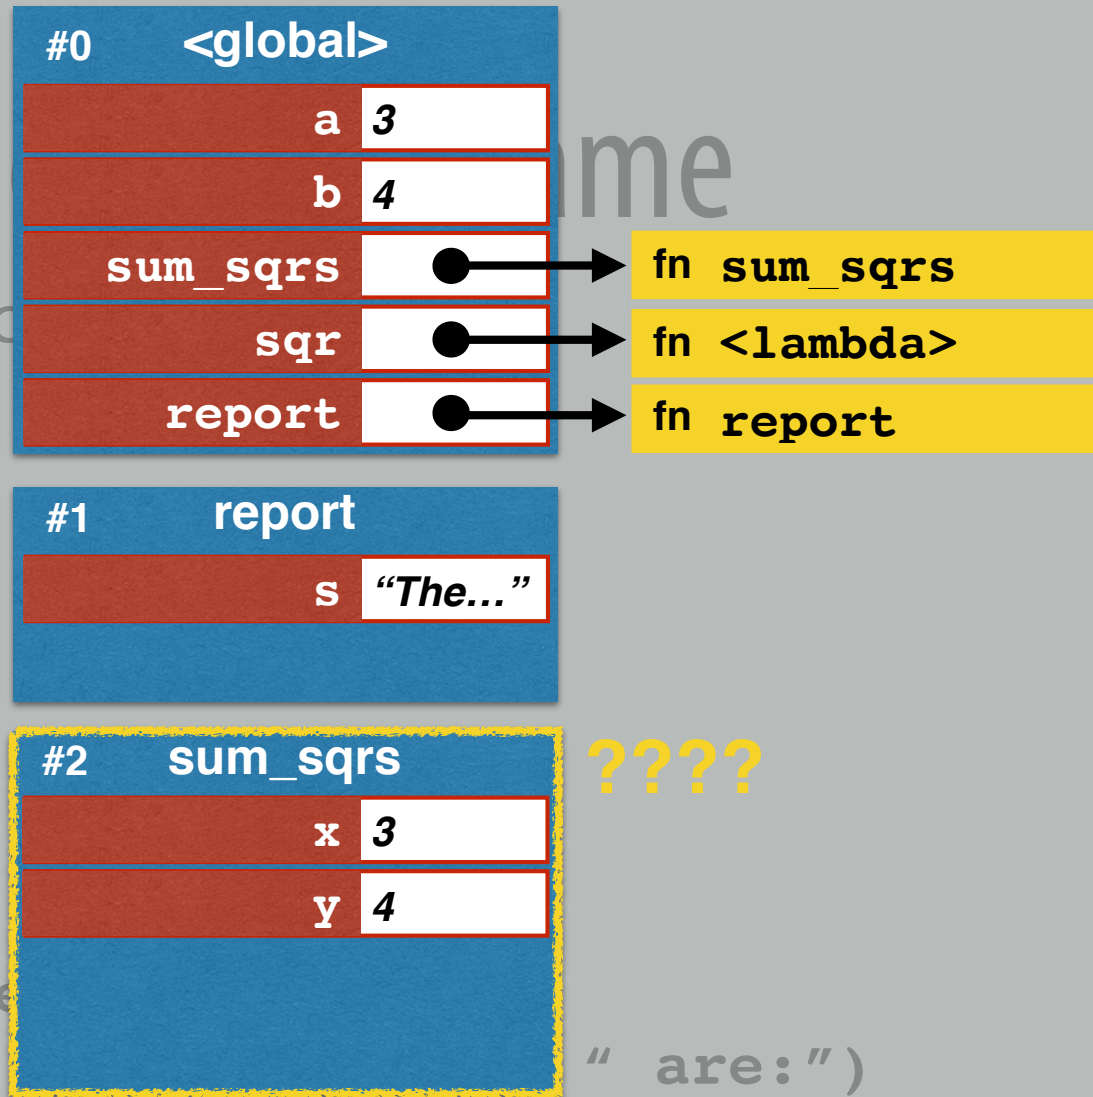 #0 <global>
a 3
b 4
sum_sqrs fn sum_sqrs
sqr fn <lambda>
report fn report
#1 report
s “The…”
#2 sum_sqrs ????
x 3
y 4
“ are:”)